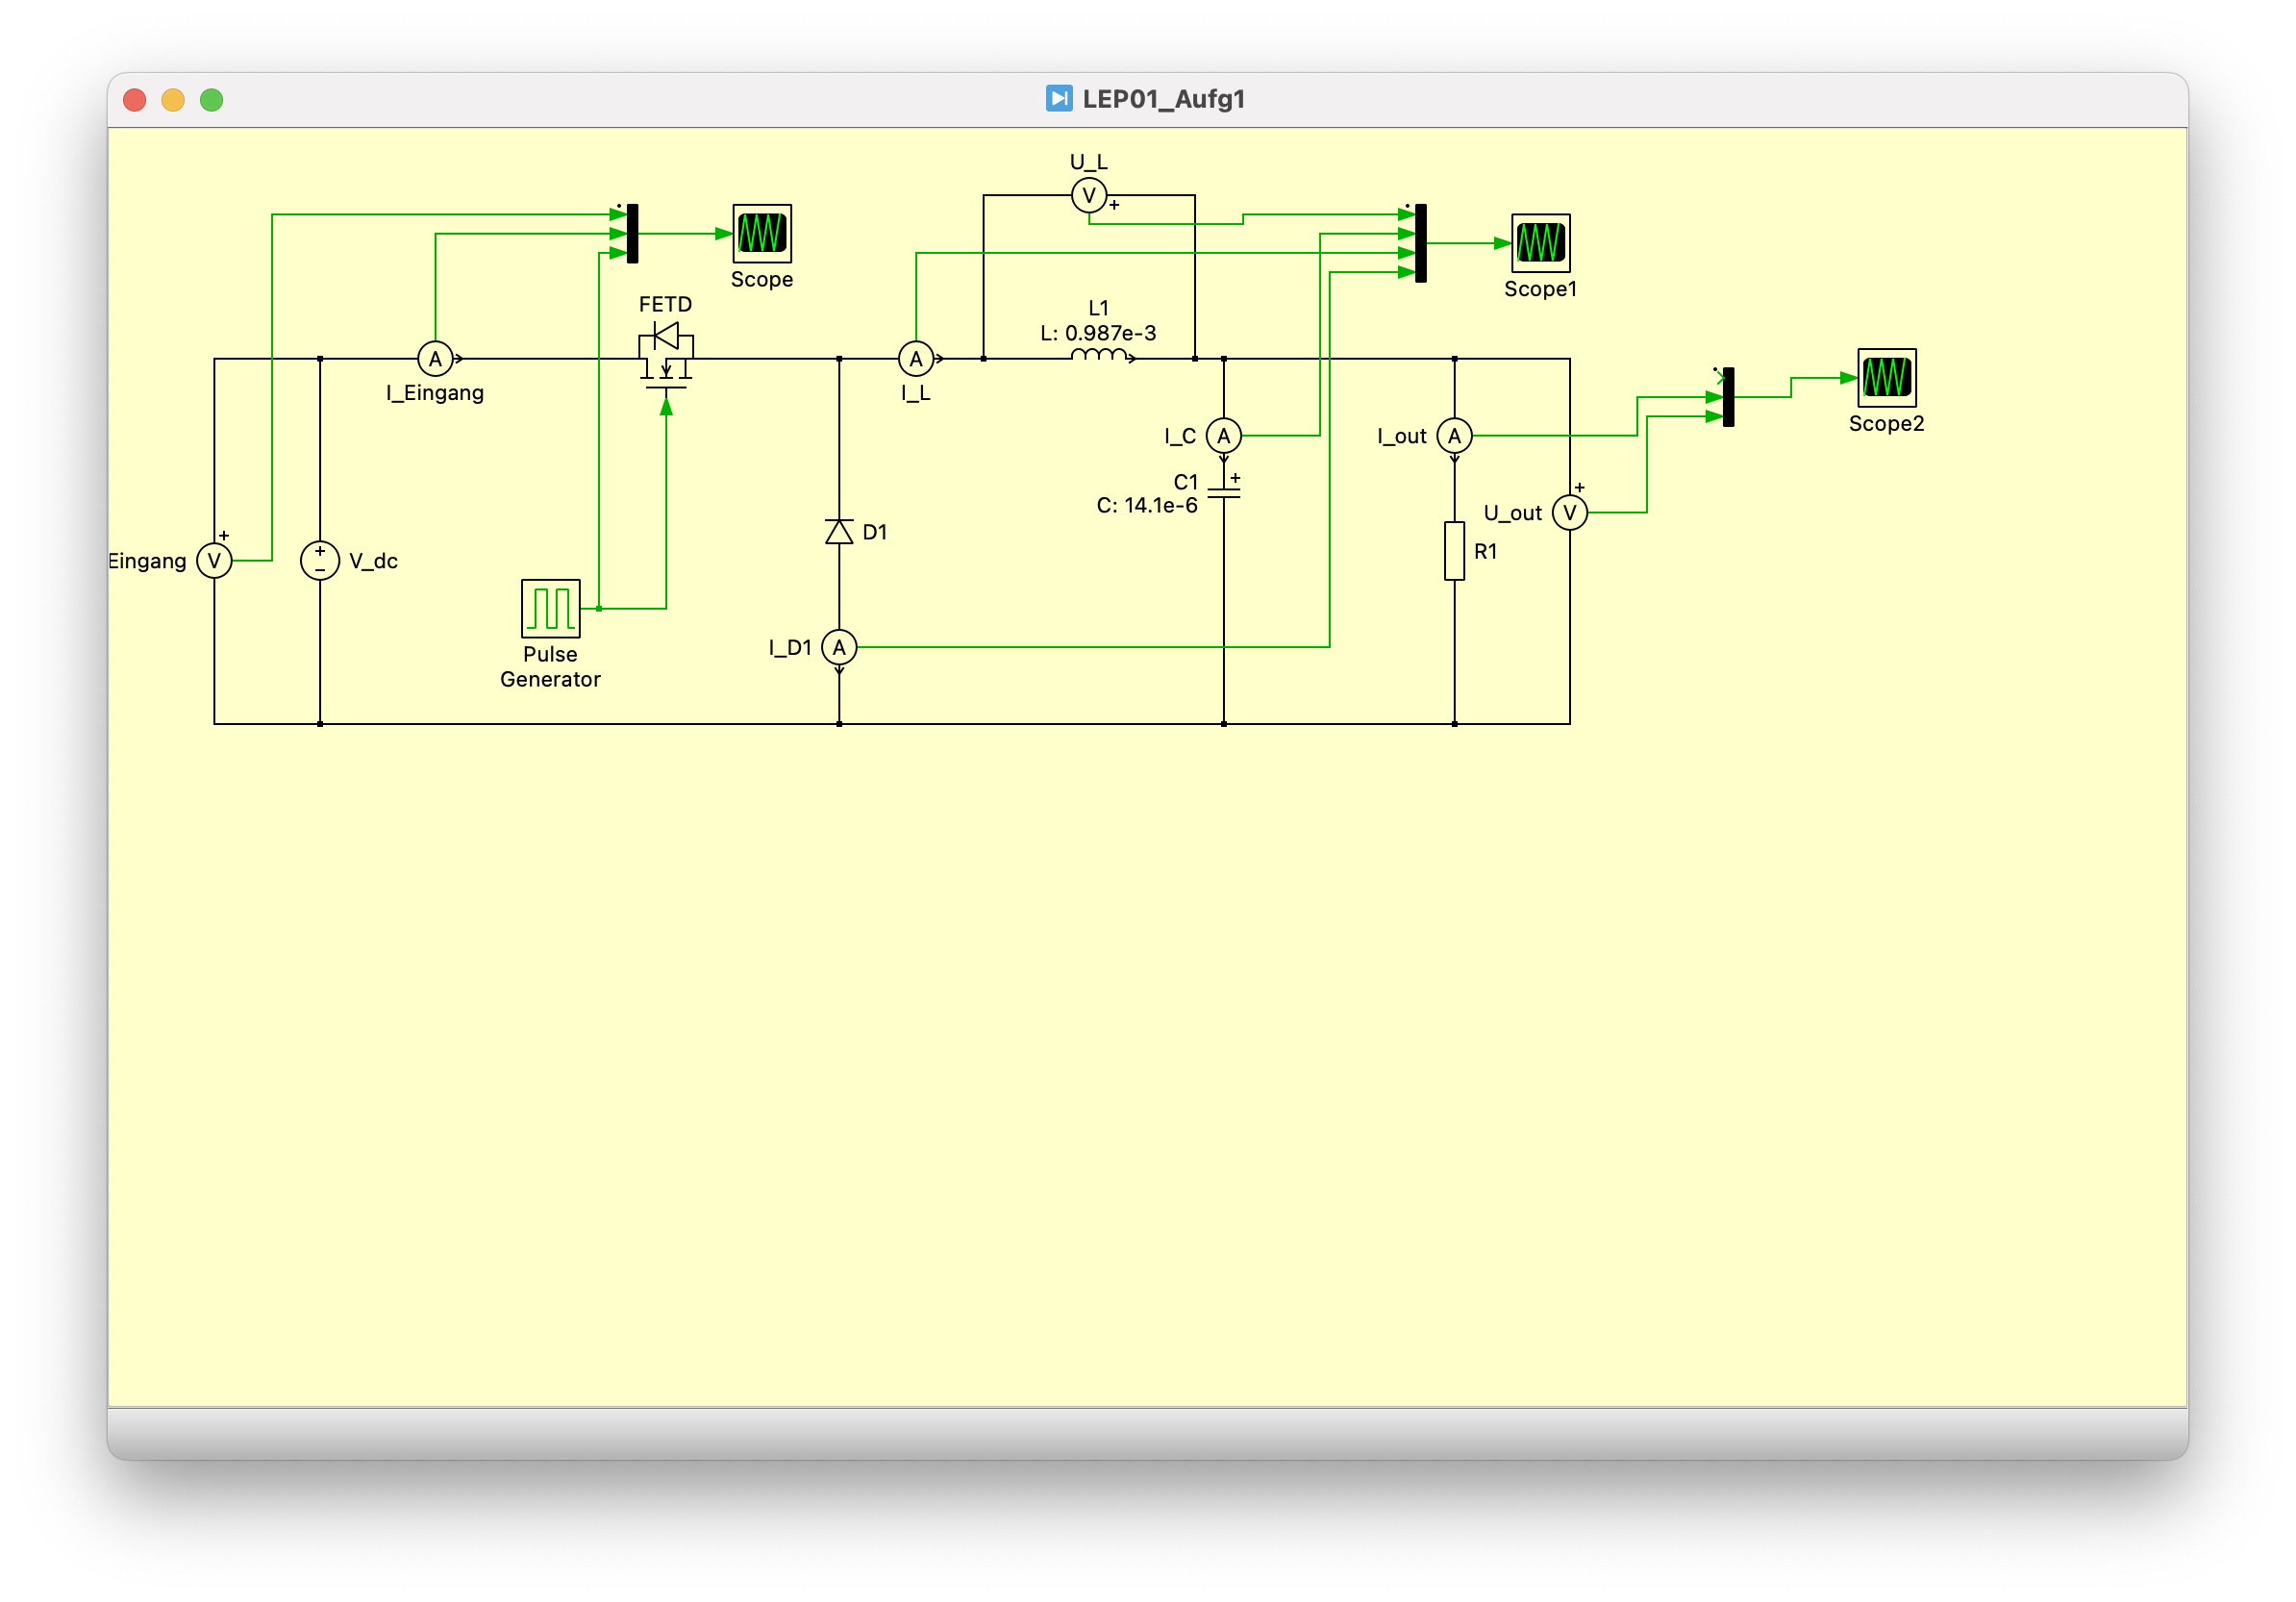 LEP01_Aufg1
U_L
V
+
Scope
Scope1
L1
L: 0.987e-3
FETD
A
I_Eingang
A
I_L
Scope2
I_C
A
I_out
A
C1
+
C: 14.1e-6
+
U_out
V
+
Eingang
V
+
−
V_dc
D1
R1
Pulse
Generator
I_D1
A